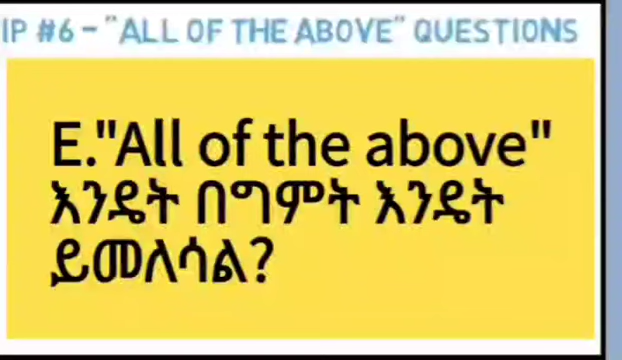 IP #6 - "ALL OF THE ABOVE" QUESTIONS
E."All of the above"
እንዴት በግምት እንዴት
ይመለሳል?